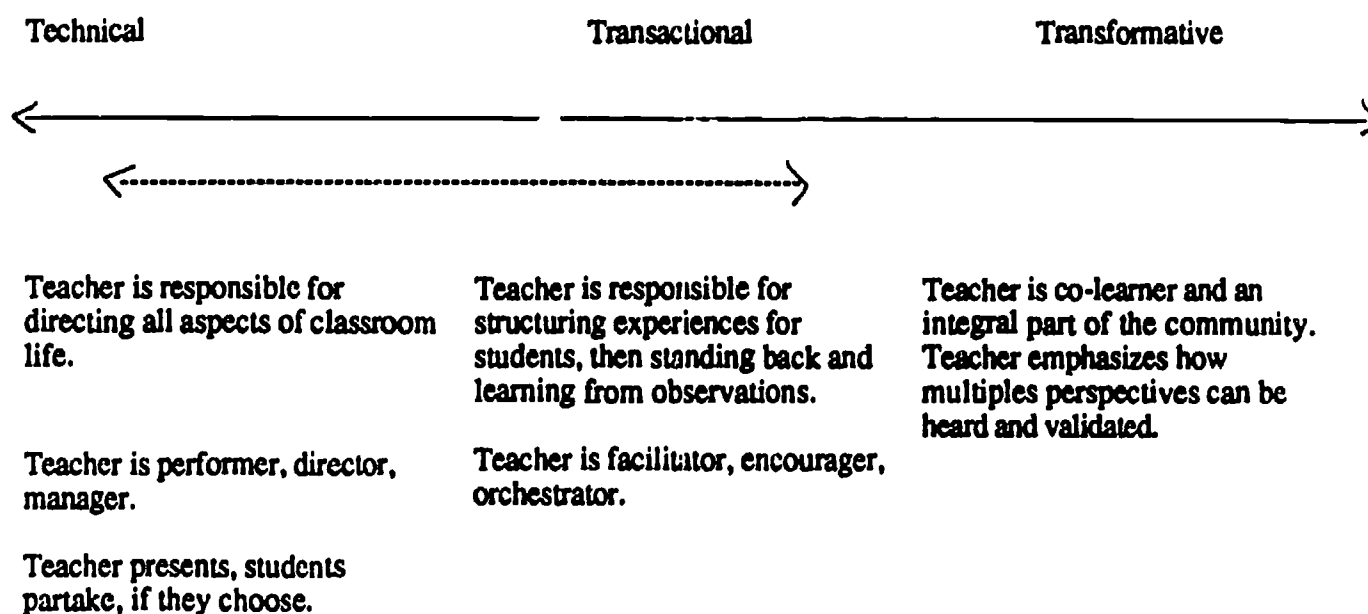 Technical Transactional Transformative
Teacher is responsible for
directing all aspects of classroom
life.
Teacher is performer, director,
manager.
Teacher presents, students
partake, if they choose.
Teacher is responsible for
structuring experiences for
students, then standing back and
learning from observations.
Teacher is facilitator, encourager,
orchestrator.
Teacher is co-learner and an
integral part of the community.
Teacher emphasizes how
multiples perspectives can be
heard and validated.